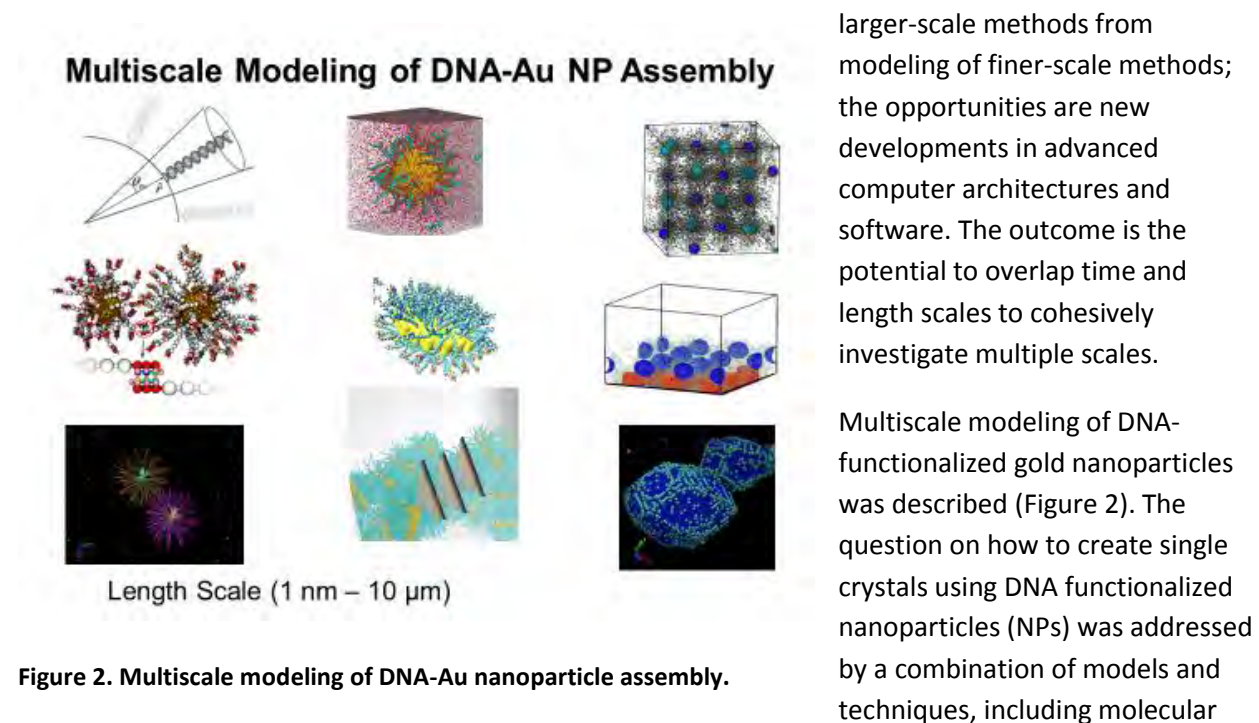 Multiscale Modeling of DNA-Au NP Assembly
Length Scale (1 nm – 10 µm)
Figure 2. Multiscale modeling of DNA-Au nanoparticle assembly.
larger-scale methods from
modeling of finer-scale methods;
the opportunities are new
developments in advanced
computer architectures and
software. The outcome is the
potential to overlap time and
length scales to cohesively
investigate multiple scales.
Multiscale modeling of DNA-
functionalized gold nanoparticles
was described (Figure 2). The
question on how to create single
crystals using DNA functionalized
nanoparticles (NPs) was addressed
by a combination of models and
techniques, including molecular